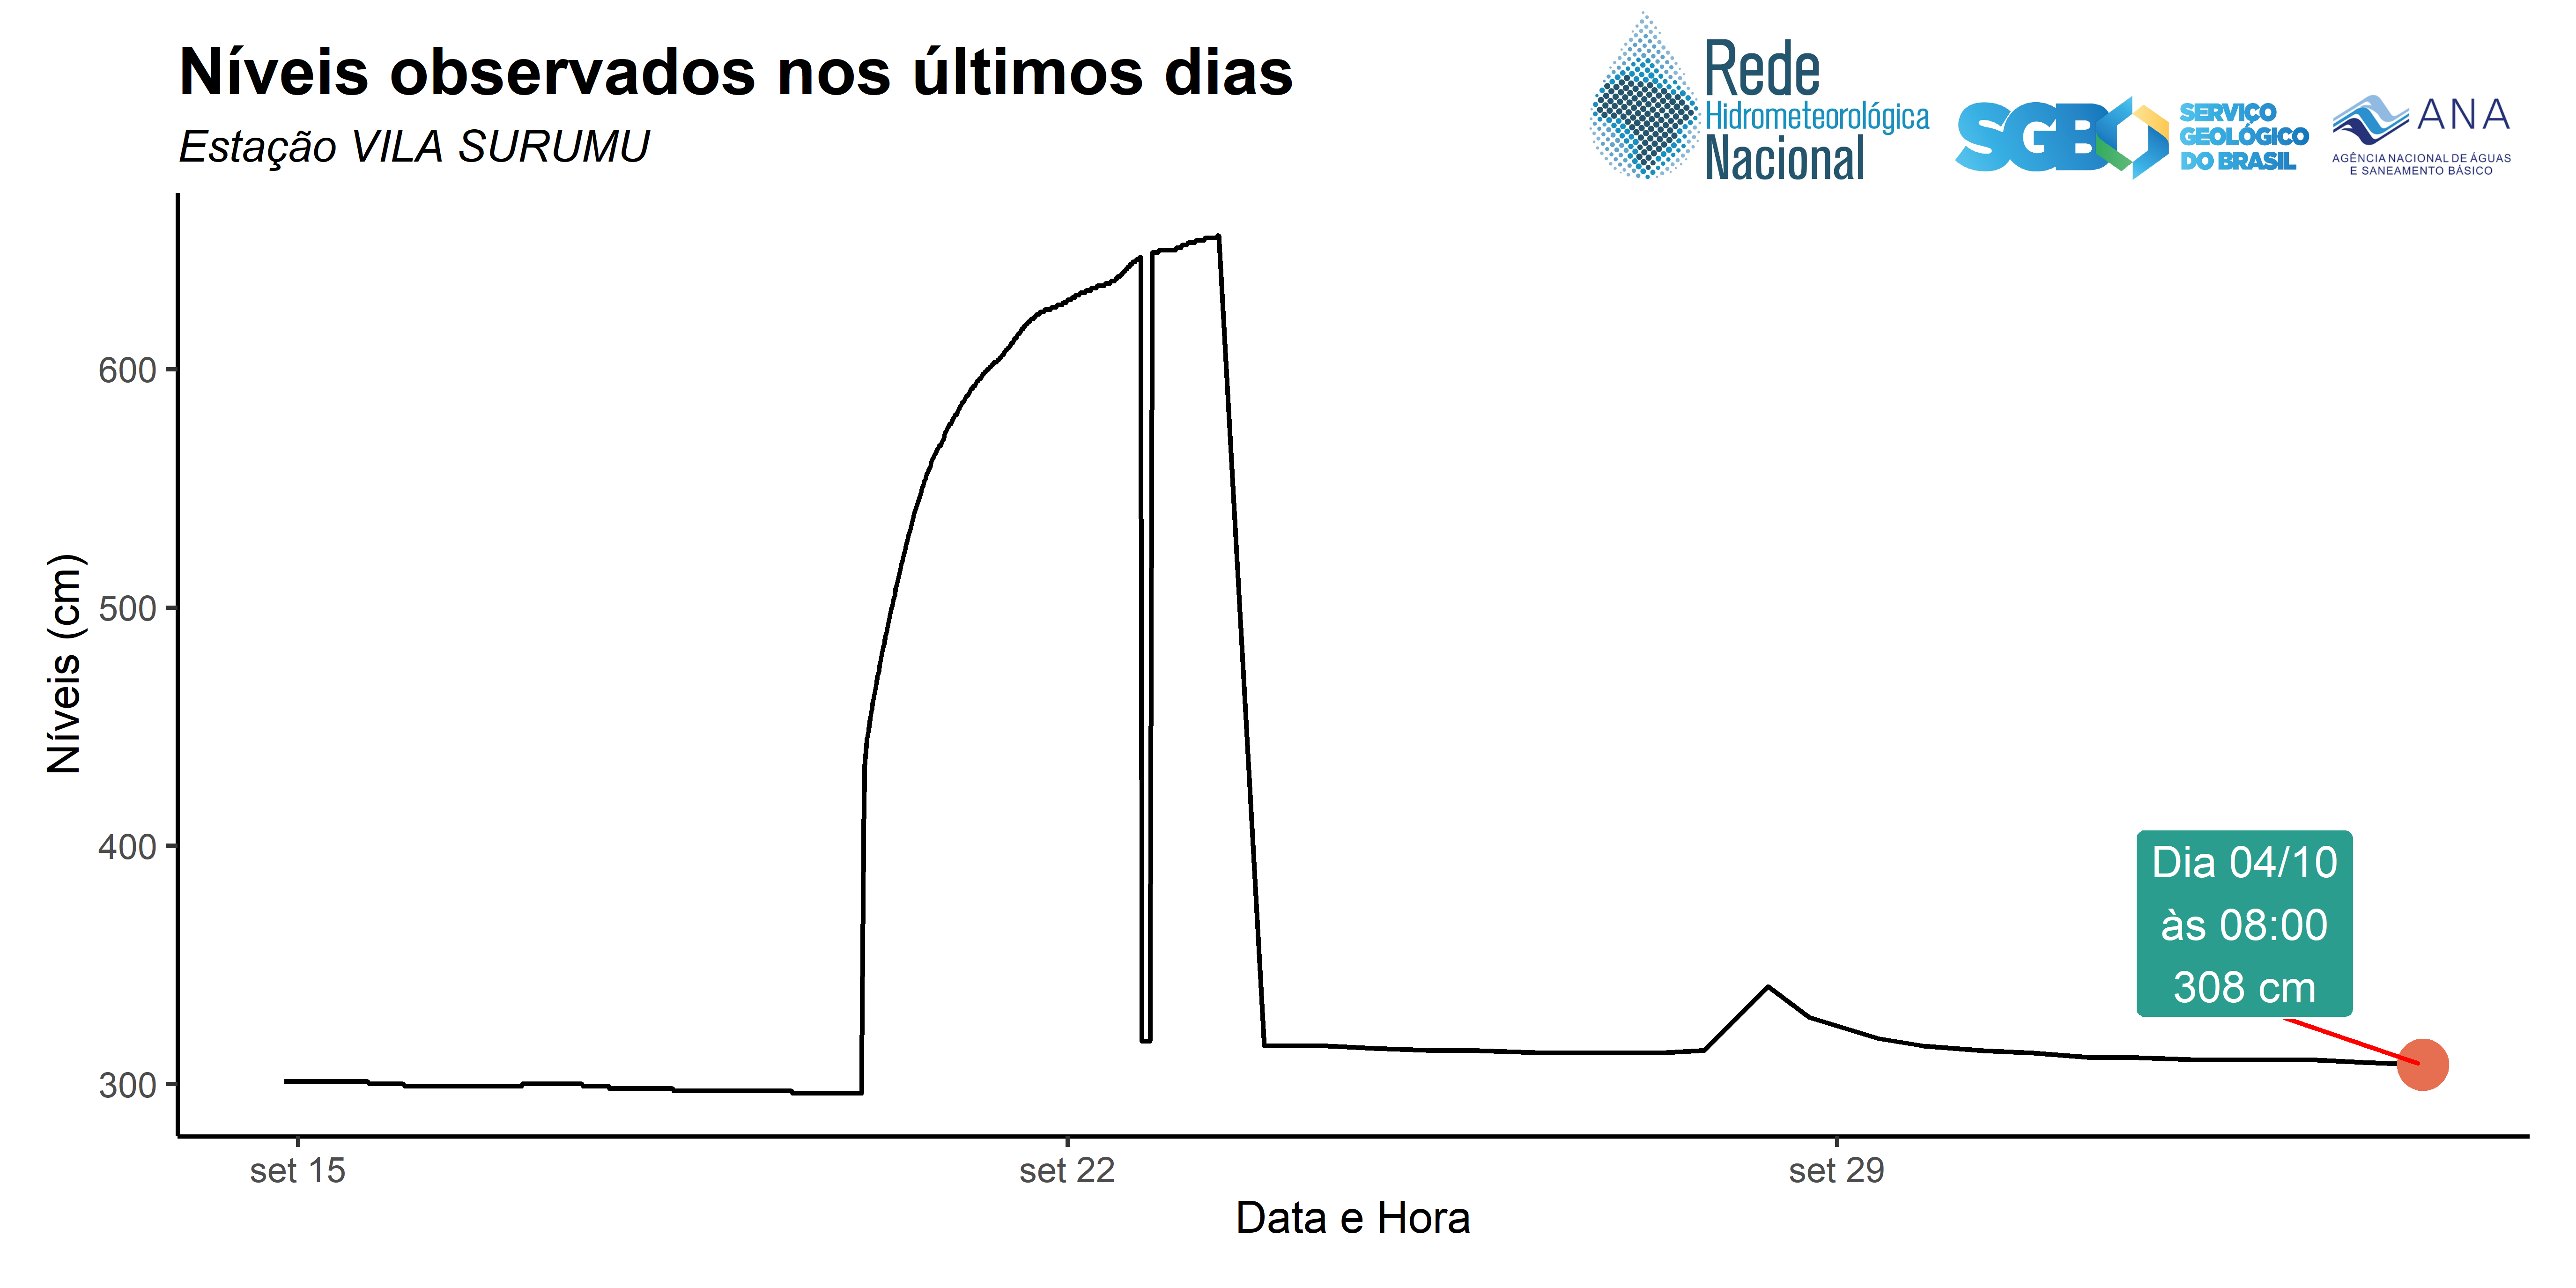 Níveis observados nos últimos dias
Estação VILA SURUMU
Rede
Hidrometeorológica
Nacional
SGB
SERVIÇO
GEOLÓGICO
DO BRASIL
ANA
AGÊNCIA NACIONAL DE ÁGUAS
E SANEAMENTO BÁSICO
Níveis (cm)
600
500
400
300
Dia 04/10
às 08:00
308 cm
set 15
set 22
set 29
Data e Hora